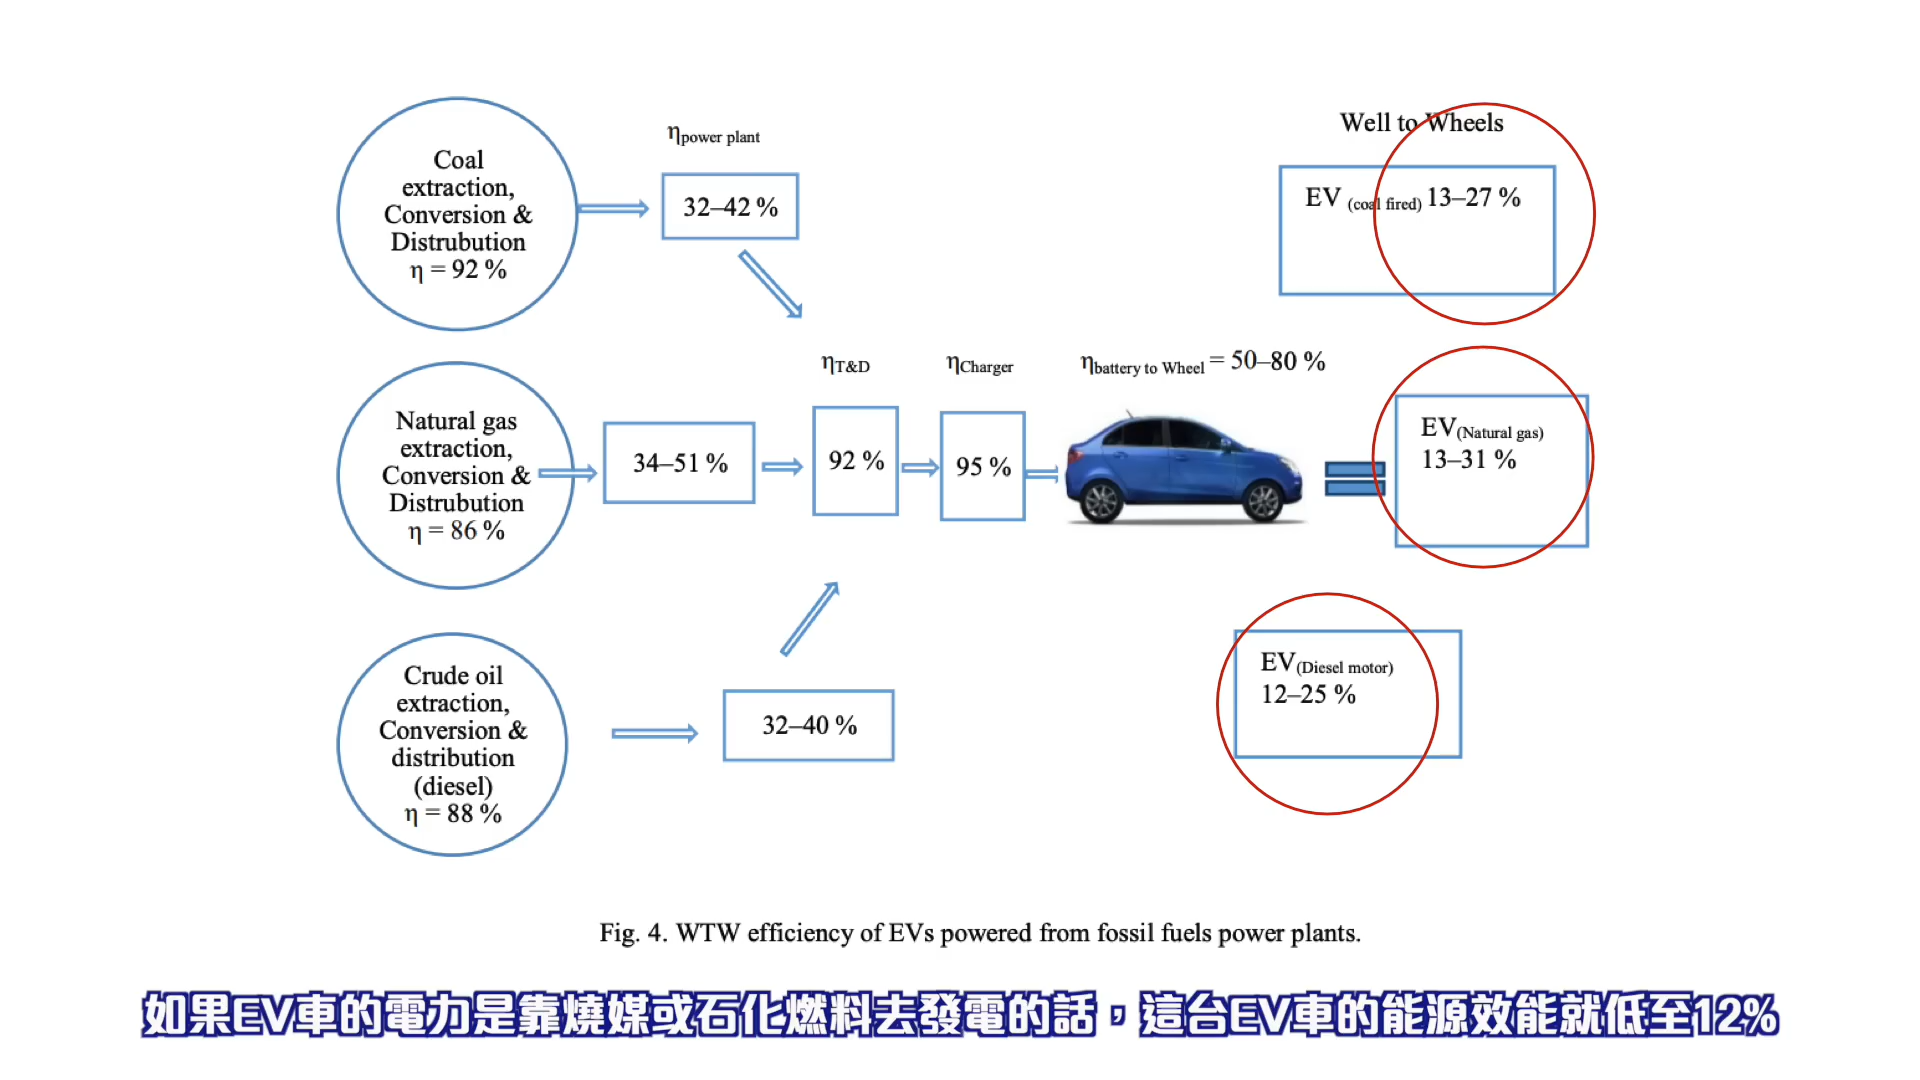 Coal
extraction,
Conversion &
Distrubution
η = 92 %
ηpower plant
32–42 %
Well to Wheels
EV (coal fired) 13–27 %
Natural gas
extraction,
Conversion &
Distrubution
η = 86 %
34–51 %
ηT&D
92 %
ηCharger
95 %
ηbattery to Wheel = 50–80 %
EV(Natural gas)
13–31 %
Crude oil
extraction,
Conversion &
distribution
(diesel)
η = 88 %
32–40 %
EV(Diesel motor)
12–25 %
Fig. 4. WTW efficiency of EVs powered from fossil fuels power plants.
如果EV車的電力是靠燒媒或石化燃料去發電的話，這台EV車的能源效能就低至12%